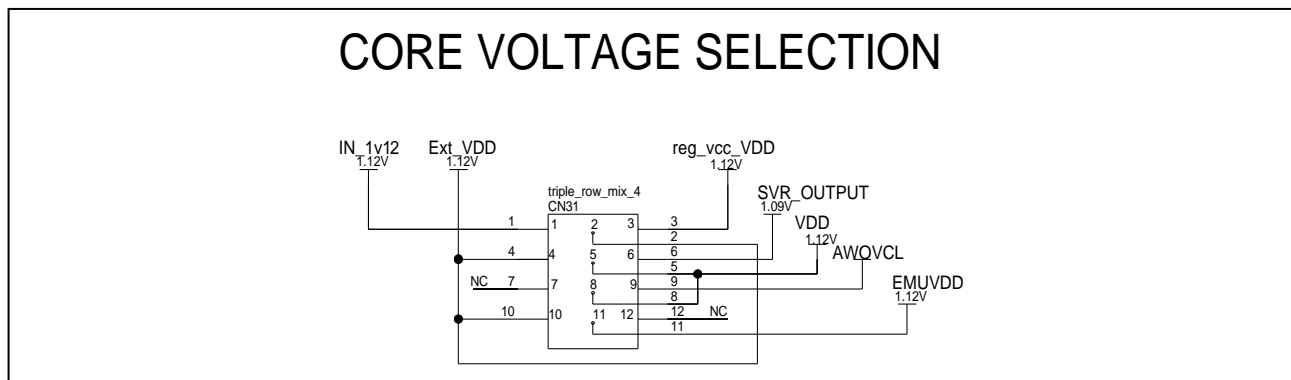 CORE VOLTAGE SELECTION
IN_1v12
1.12V
Ext_VDD
1.12V
reg_vcc_VDD
1.12V
triple_row_mix_4
CN31
SVR_OUTPUT
1.09V
VDD
1.12V
AWOVCL
EMUVDD
1.12V
1 1 2 3 3
2
4 4 5 6 6
5
NC 7 7 8 9 9
8
10 10 11 12 12 NC
11